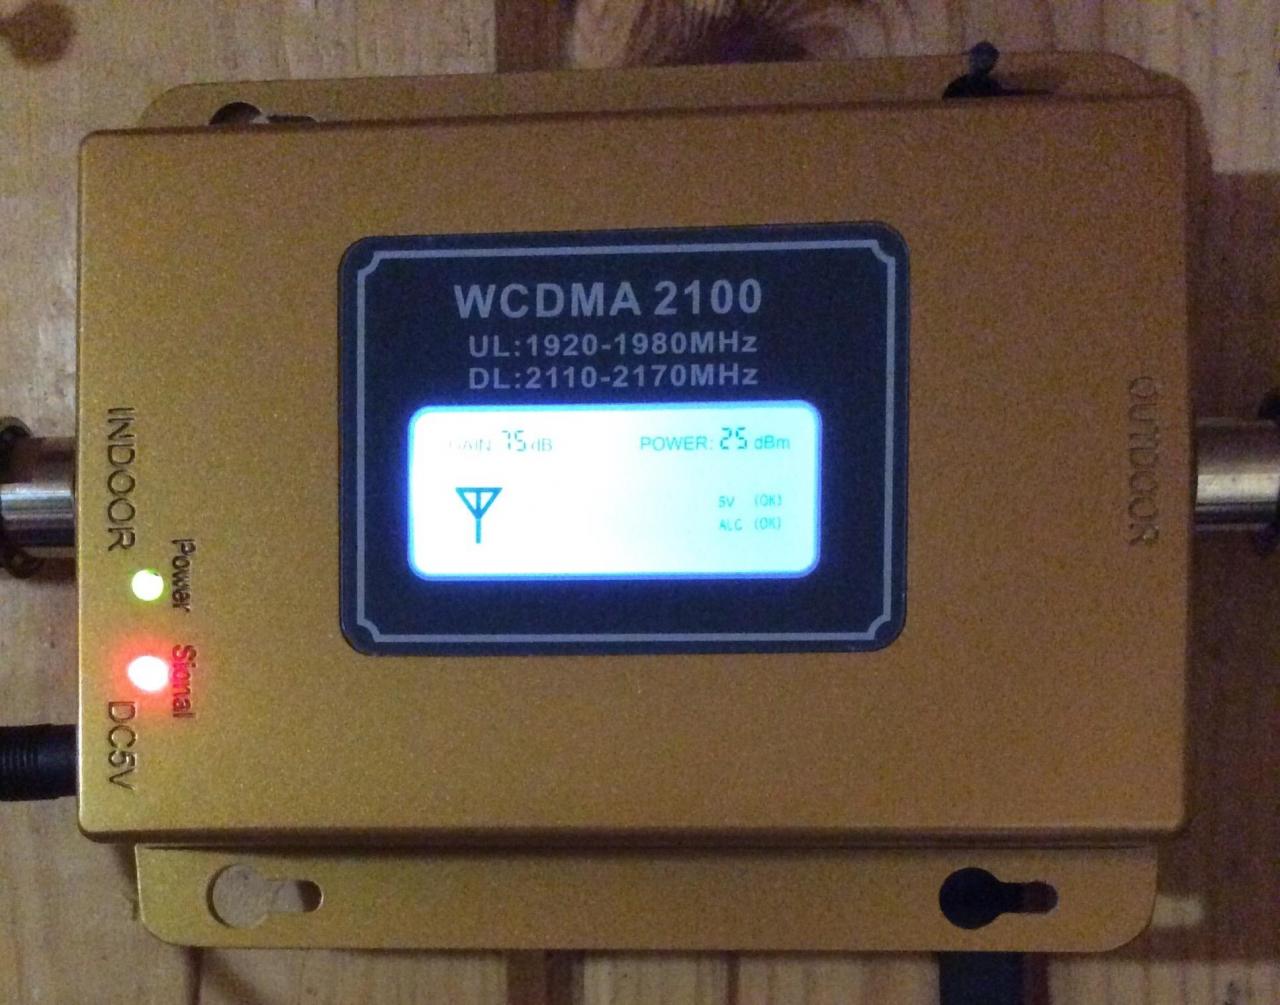 WCDMA 2100
UL:1920-1980MHz
DL:2110-2170MHz
GAIN 75 dB
POWER: 25 dBm
5V (OK)
ALC (OK)
INDOOR
Power
Signal
DC5V
OUTDOOR